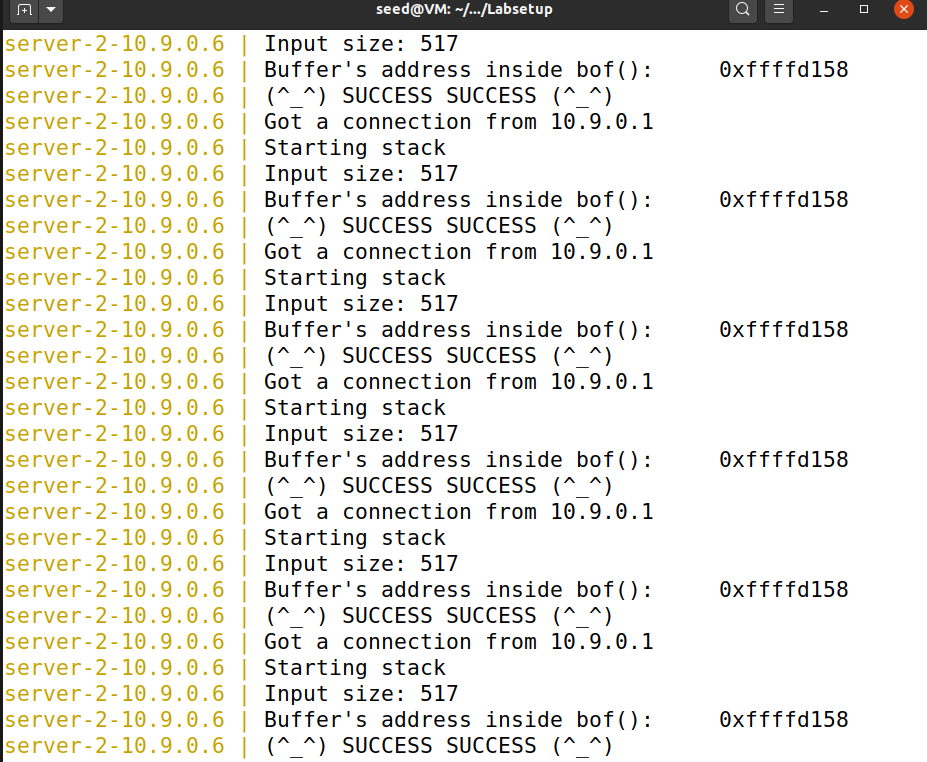 seed@VM: ~/.../Labsetup
server-2-10.9.0.6 | Input size: 517
server-2-10.9.0.6 | Buffer's address inside bof():     0xffffd158
server-2-10.9.0.6 | (^_^) SUCCESS SUCCESS (^_^)
server-2-10.9.0.6 | Got a connection from 10.9.0.1
server-2-10.9.0.6 | Starting stack
server-2-10.9.0.6 | Input size: 517
server-2-10.9.0.6 | Buffer's address inside bof():     0xffffd158
server-2-10.9.0.6 | (^_^) SUCCESS SUCCESS (^_^)
server-2-10.9.0.6 | Got a connection from 10.9.0.1
server-2-10.9.0.6 | Starting stack
server-2-10.9.0.6 | Input size: 517
server-2-10.9.0.6 | Buffer's address inside bof():     0xffffd158
server-2-10.9.0.6 | (^_^) SUCCESS SUCCESS (^_^)
server-2-10.9.0.6 | Got a connection from 10.9.0.1
server-2-10.9.0.6 | Starting stack
server-2-10.9.0.6 | Input size: 517
server-2-10.9.0.6 | Buffer's address inside bof():     0xffffd158
server-2-10.9.0.6 | (^_^) SUCCESS SUCCESS (^_^)
server-2-10.9.0.6 | Got a connection from 10.9.0.1
server-2-10.9.0.6 | Starting stack
server-2-10.9.0.6 | Input size: 517
server-2-10.9.0.6 | Buffer's address inside bof():     0xffffd158
server-2-10.9.0.6 | (^_^) SUCCESS SUCCESS (^_^)
server-2-10.9.0.6 | Got a connection from 10.9.0.1
server-2-10.9.0.6 | Starting stack
server-2-10.9.0.6 | Input size: 517
server-2-10.9.0.6 | Buffer's address inside bof():     0xffffd158
server-2-10.9.0.6 | (^_^) SUCCESS SUCCESS (^_^)